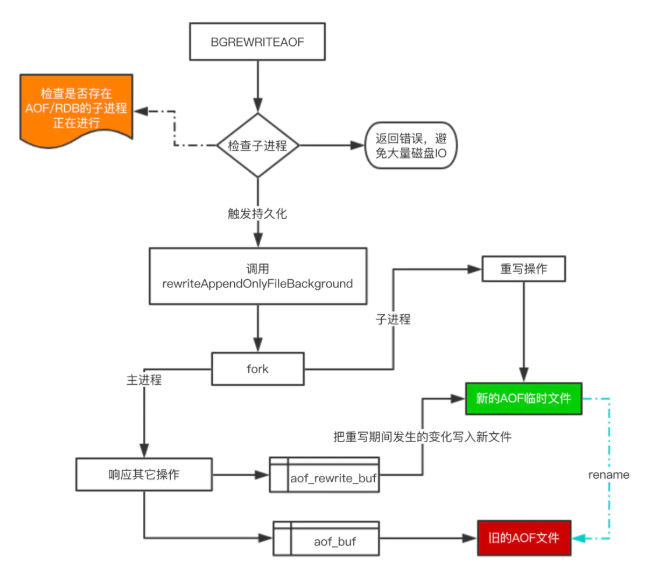 BGREWRITEAOF
检查是否存在
AOF/RDB的子进程
正在进行
检查子进程
返回错误，避
免大量磁盘IO
触发持久化
调用
rewriteAppendOnlyFileBackground
重写操作
子进程
fork
主进程
新的AOF临时文件
把重写期间发生的变化写入新文件
响应其它操作
aof_rewrite_buf
rename
aof_buf
旧的AOF文件